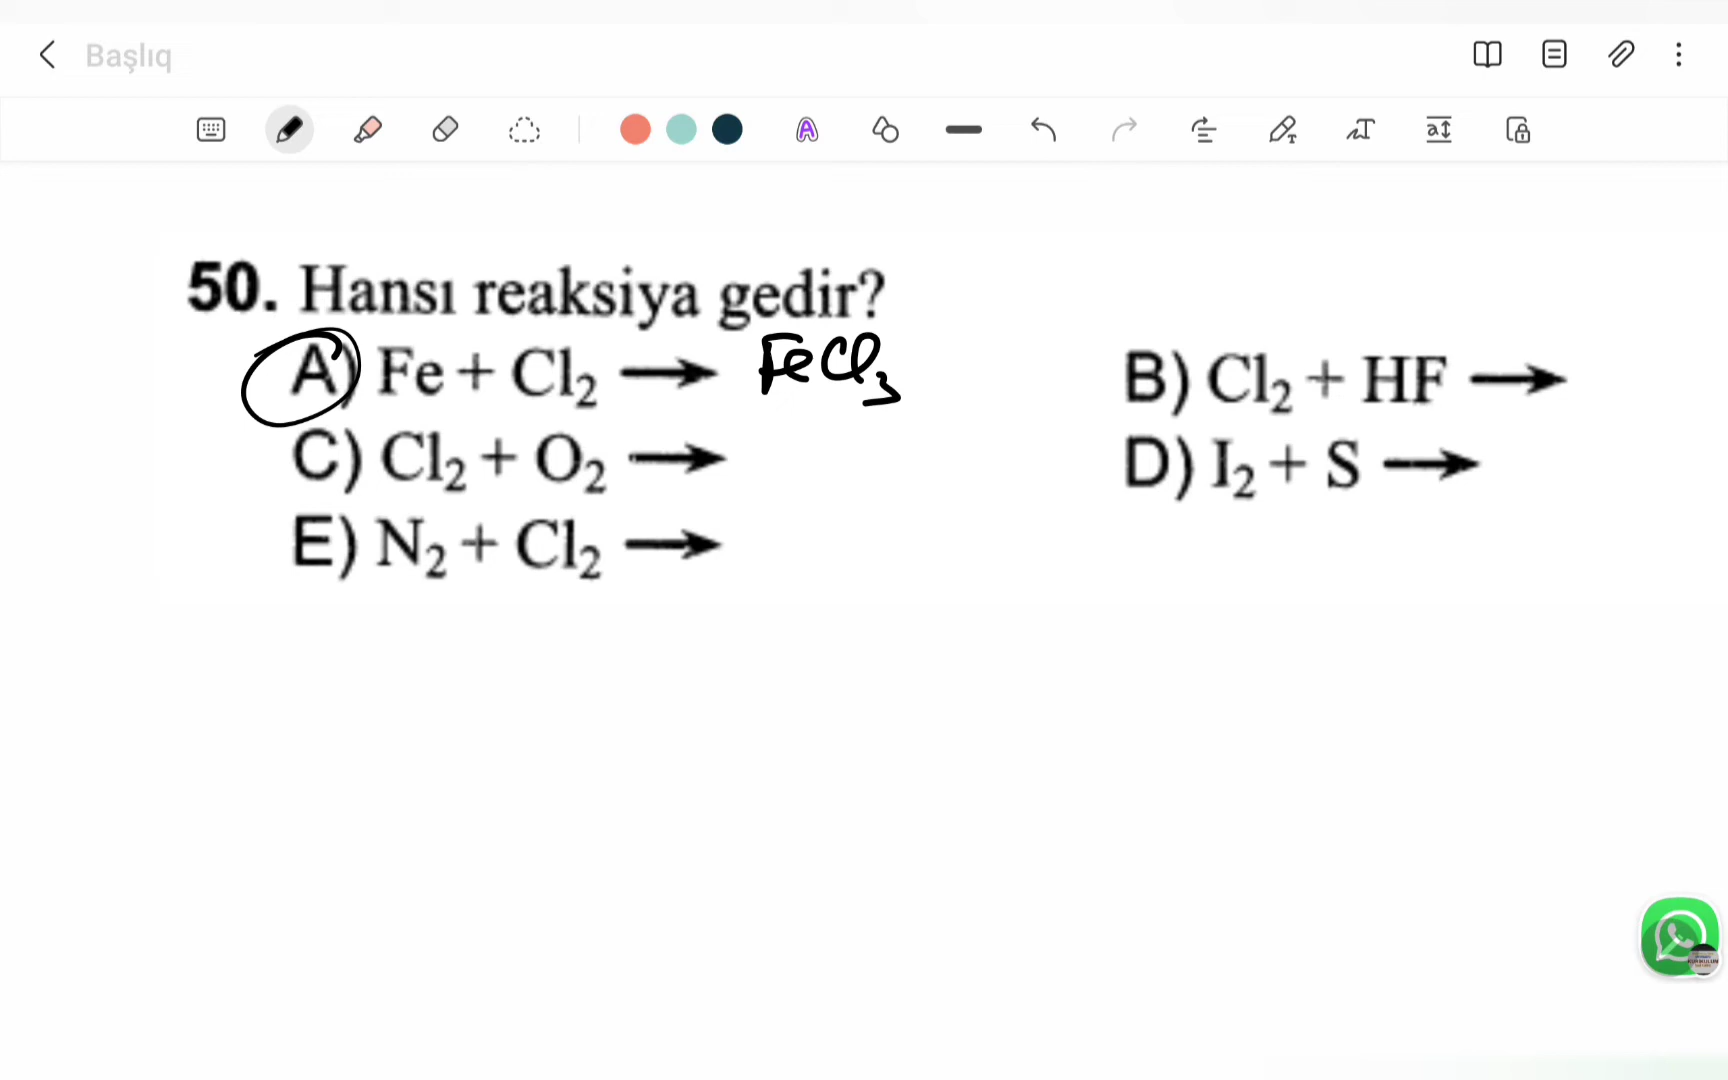 Başlıq
50. Hansı reaksiya gedir?
A) Fe + Cl₂ → FeCl₃
B) Cl₂ + HF →
C) Cl₂ + O₂ →
D) I₂ + S →
E) N₂ + Cl₂ →